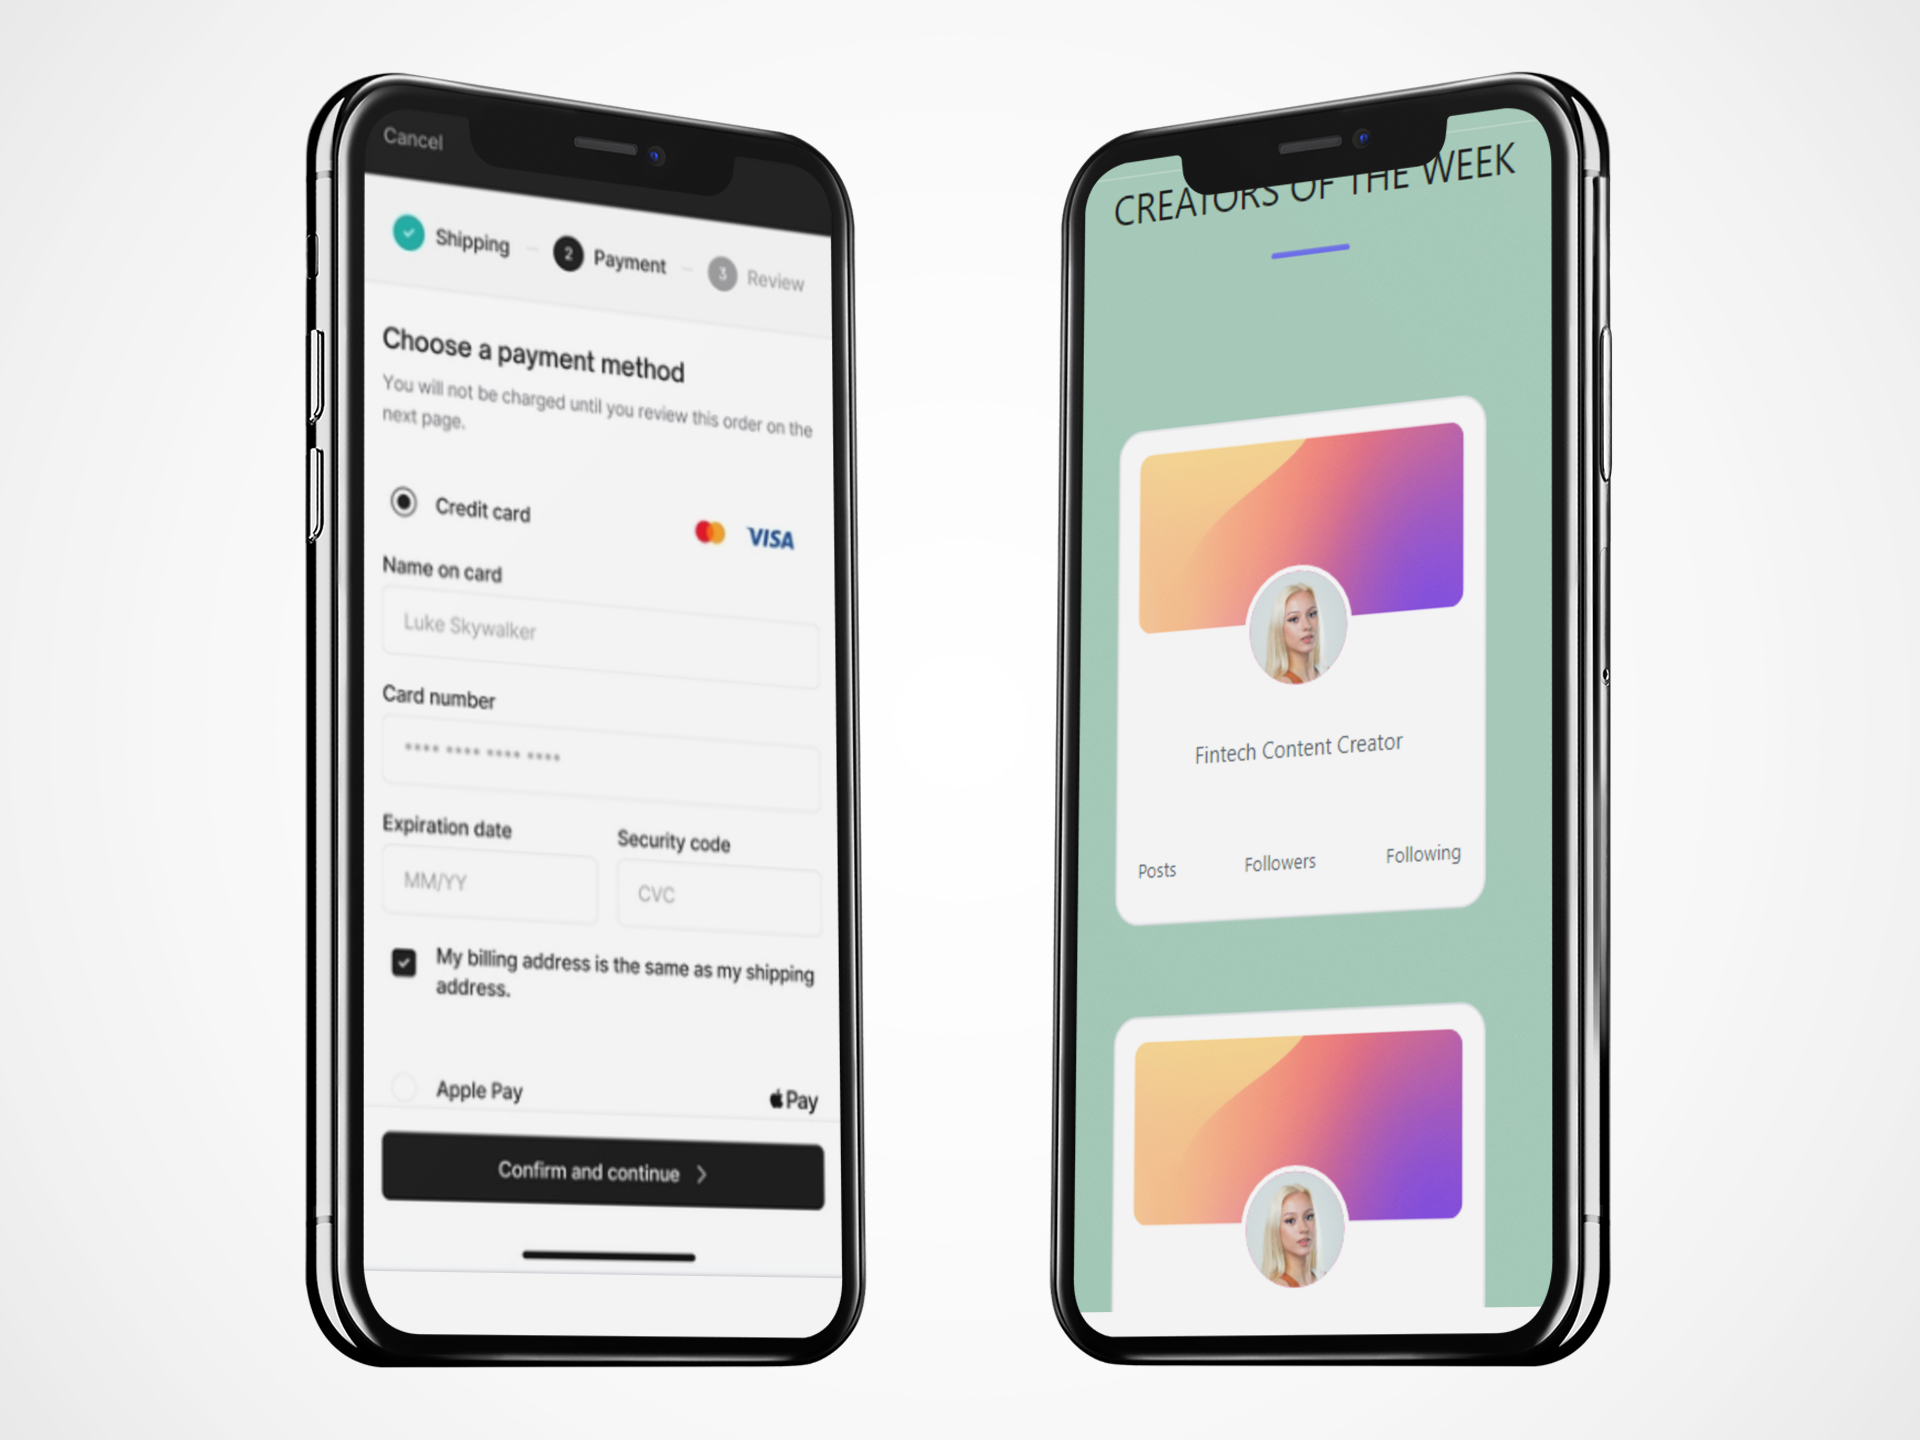 Cancel
Shipping
2 Payment
3 Review
Choose a payment method
You will not be charged until you review this order on the
next page.
Credit card
VISA
Name on card
Luke Skywalker
Card number
•••• •••• •••• ••••
Expiration date
Security code
MM/YY
CVC
My billing address is the same as my shipping
address.
Apple Pay
Pay
Confirm and continue
CREATORS OF THE WEEK
Fintech Content Creator
Posts
Followers
Following